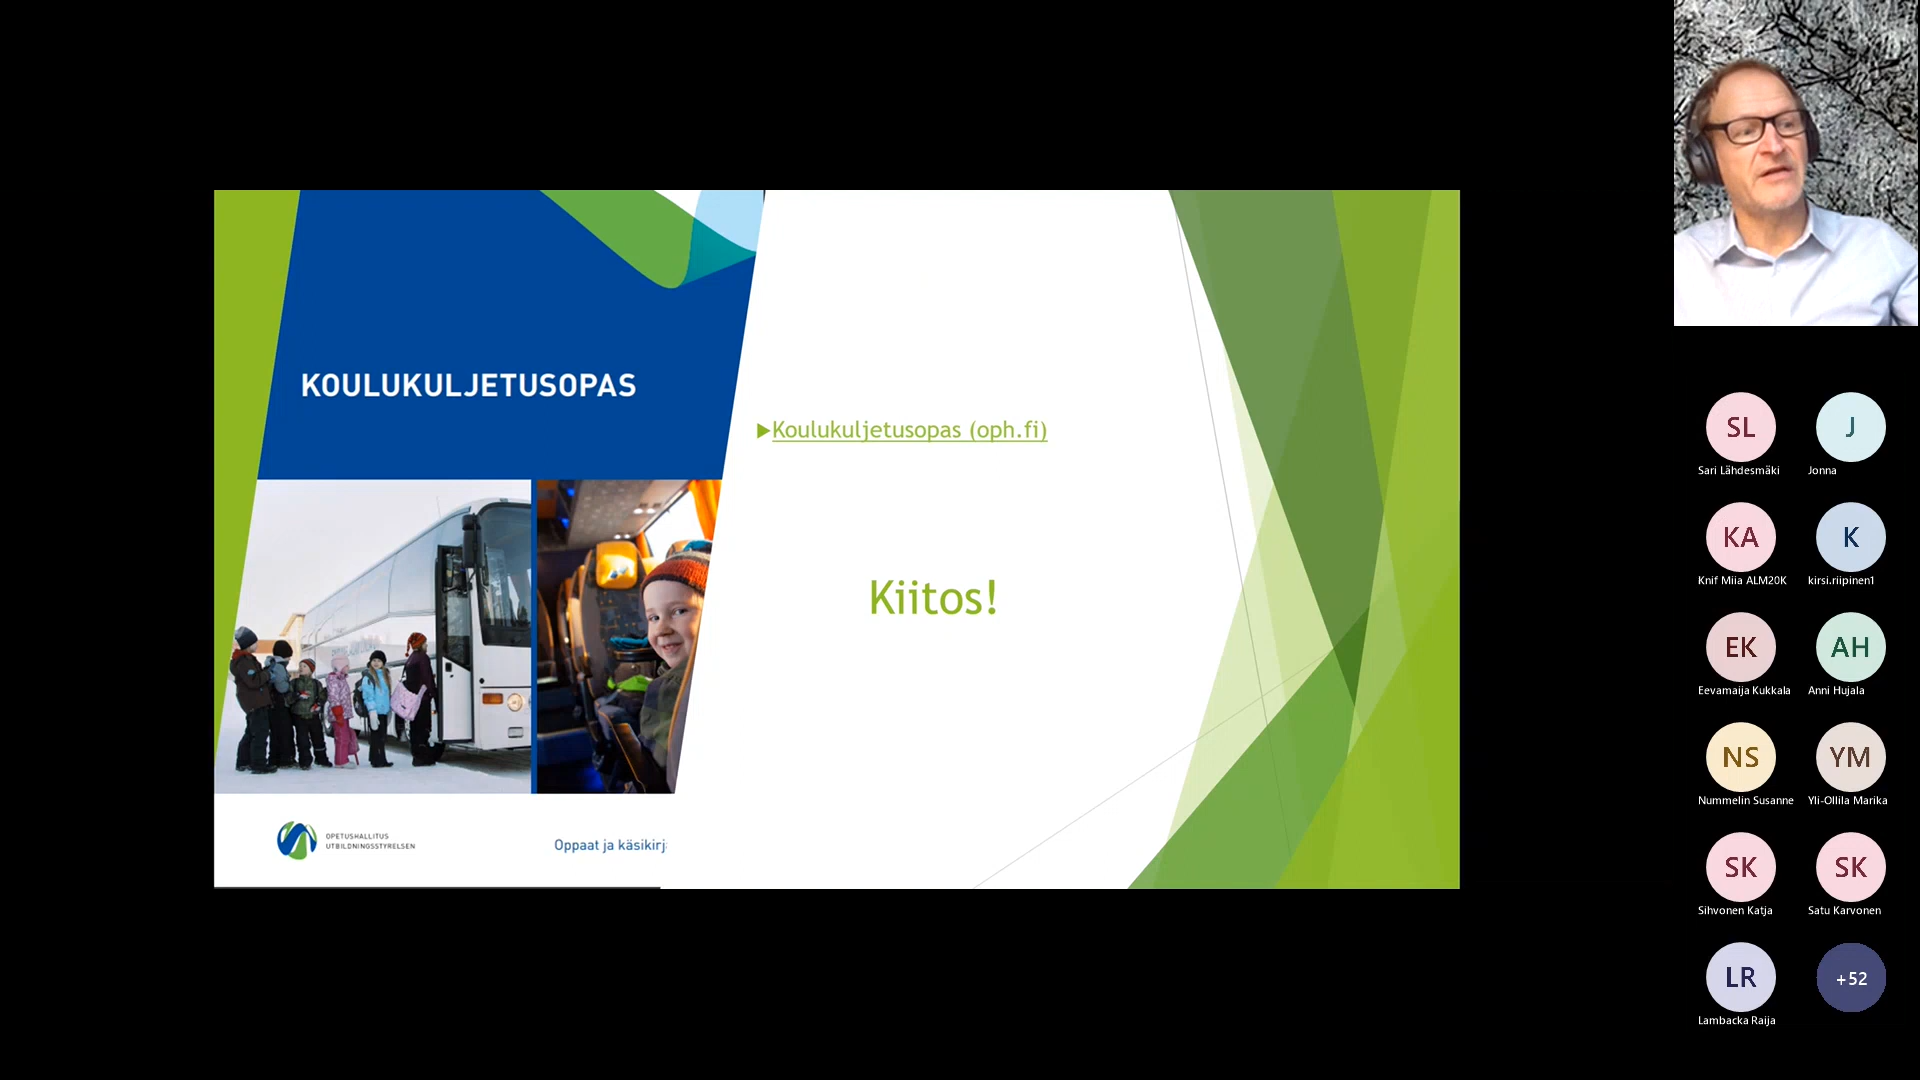 KOULUKULJETUSOPAS
Koulukuljetusopas (oph.fi)
Kiitos!
OPETUSHALLITUS
UTBILDNINGSSTYRELSEN
Oppaat ja käsikirj
SL
J
Sari Lähdesmäki
Jonna
KA
K
Knif Miia ALM20K
kirsi.riipinen1
EK
AH
Eevamaija Kukkala
Anni Hujala
NS
YM
Nummelin Susanne
Yli-Ollila Marika
SK
SK
Sihvonen Katja
Satu Karvonen
LR
+52
Lambacka Raija